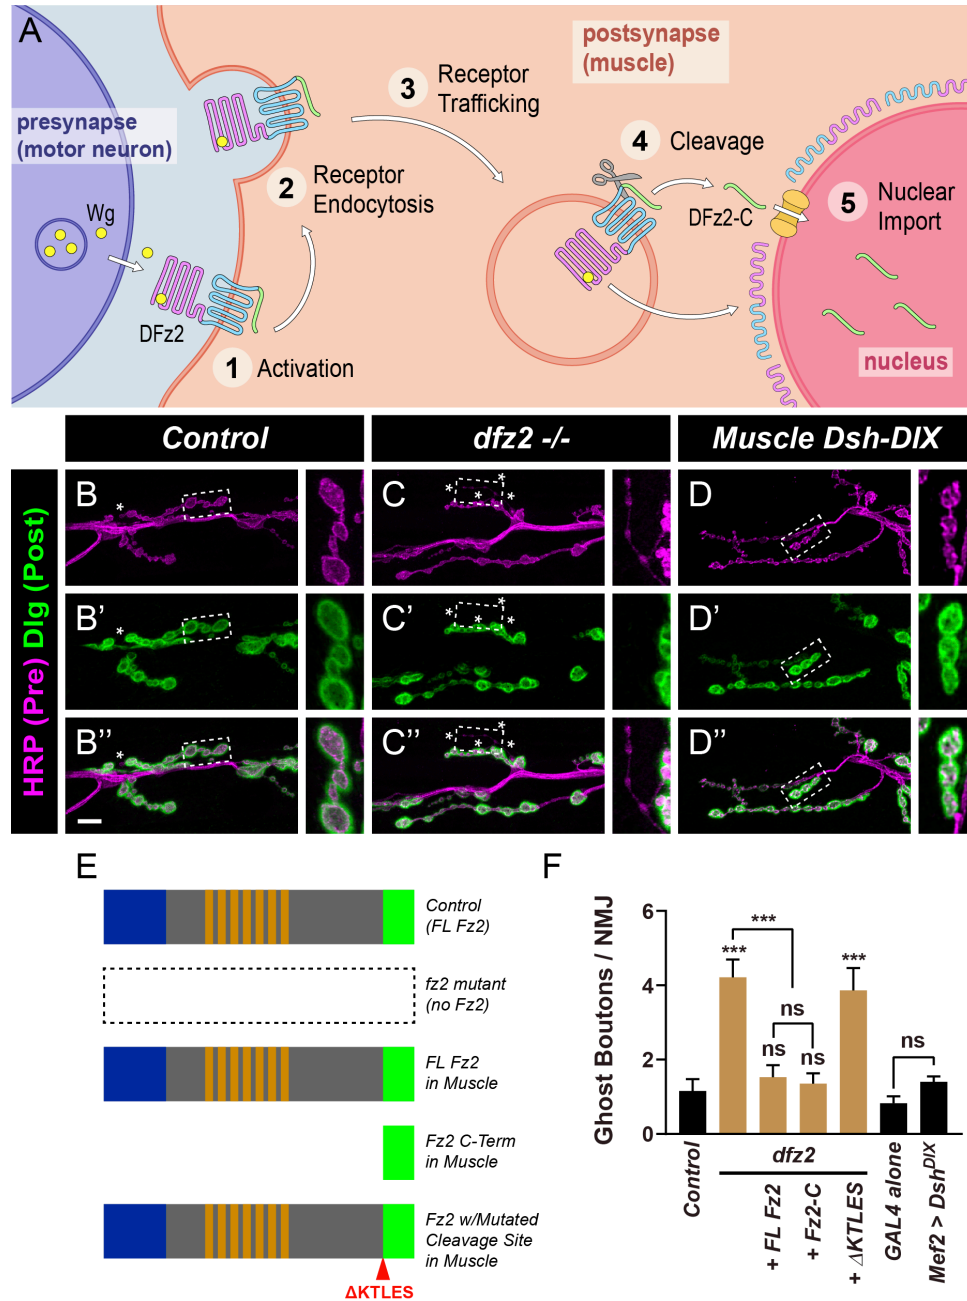 A
postsynapse
(muscle)
presynapse
(motor neuron)
Wg
DFz2
1 Activation
2 Receptor
Endocytosis
3 Receptor
Trafficking
4 Cleavage
DFz2-C
5 Nuclear
Import
nucleus
Control
dfz2 -/-
Muscle Dsh-DIX
HRP (Pre) Dlg (Post)
B
*
C
* * * *
D
B’
*
C’
* * * *
D’
B’’
*
C’’
* * * *
D’’
E
Control
(FL Fz2)
fz2 mutant
(no Fz2)
FL Fz2
in Muscle
Fz2 C-Term
in Muscle
Fz2 w/Mutated
Cleavage Site
in Muscle
ΔKTLES
F
Ghost Boutons / NMJ
6
4
2
0
***
***
ns
ns
ns
***
ns
Control
dfz2
+ FL Fz2
+ Fz2-C
+ ΔKTLES
GAL4 alone
Mef2 > DshDIX